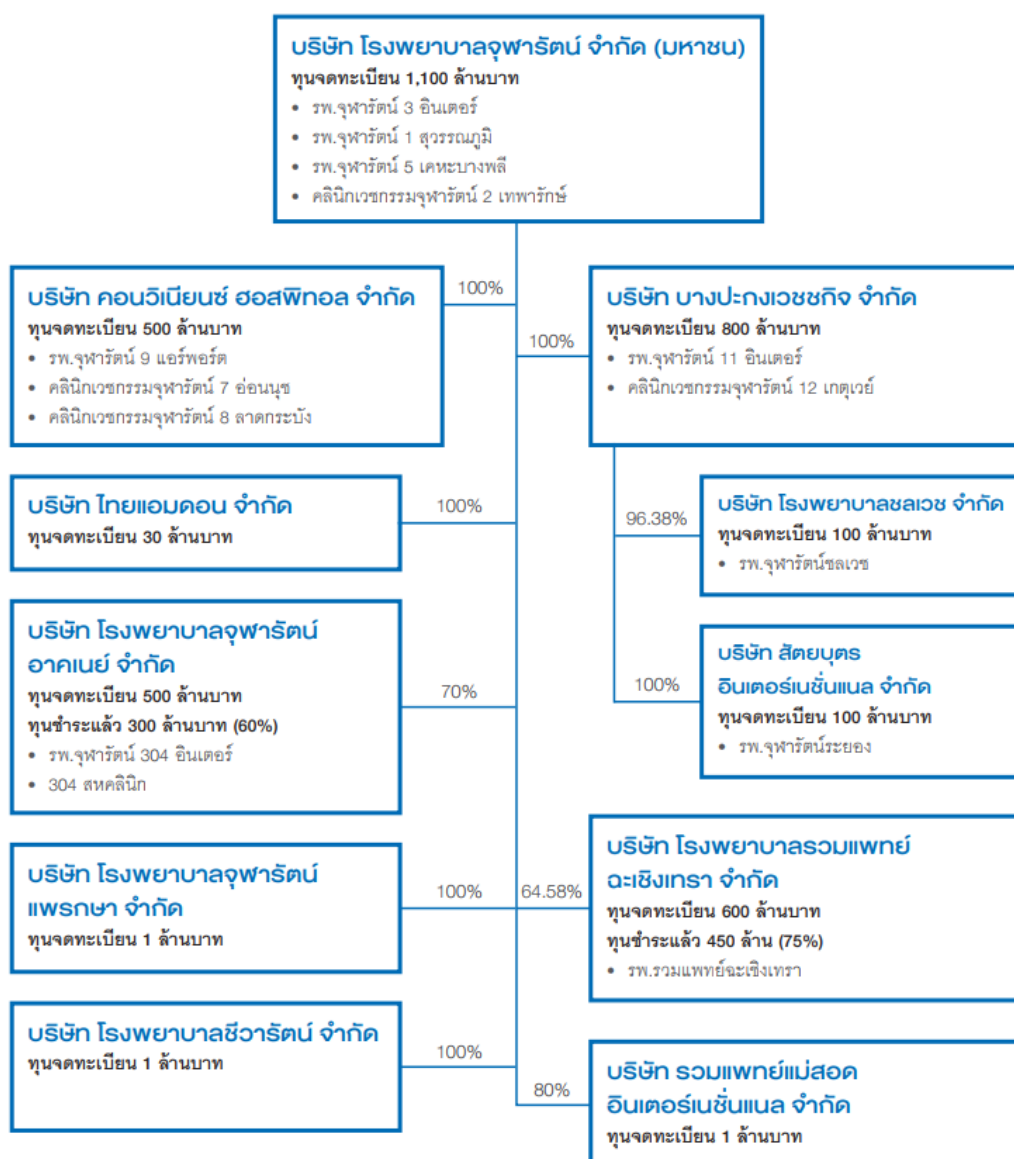 บริษัท โรงพยาบาลจุฬารัตน์ จำกัด (มหาชน)
ทุนจดทะเบียน 1,100 ล้านบาท
• รพ.จุฬารัตน์ 3 อินเตอร์
• รพ.จุฬารัตน์ 1 สุวรรณภูมิ
• รพ.จุฬารัตน์ 5 เคหะบางพลี
• คลินิกเวชกรรมจุฬารัตน์ 2 เทพารักษ์
100%
บริษัท คอนวิเนียนซ์ ฮอสพิทอล จำกัด
ทุนจดทะเบียน 500 ล้านบาท
• รพ.จุฬารัตน์ 9 แอร์พอร์ต
• คลินิกเวชกรรมจุฬารัตน์ 7 อ่อนนุช
• คลินิกเวชกรรมจุฬารัตน์ 8 ลาดกระบัง
100%
บริษัท บางปะกงเวชชกิจ จำกัด
ทุนจดทะเบียน 800 ล้านบาท
• รพ.จุฬารัตน์ 11 อินเตอร์
• คลินิกเวชกรรมจุฬารัตน์ 12 เกตุเวย์
บริษัท ไทยแอมดอน จำกัด
ทุนจดทะเบียน 30 ล้านบาท
100%
96.38%
บริษัท โรงพยาบาลชลเวช จำกัด
ทุนจดทะเบียน 100 ล้านบาท
• รพ.จุฬารัตน์ชลเวช
บริษัท โรงพยาบาลจุฬารัตน์
อาคเนย์ จำกัด
ทุนจดทะเบียน 500 ล้านบาท
ทุนชำระแล้ว 300 ล้านบาท (60%)
• รพ.จุฬารัตน์ 304 อินเตอร์
• 304 สหคลินิก
70%
100%
บริษัท สัตยบุตร
อินเตอร์เนชั่นแนล จำกัด
ทุนจดทะเบียน 100 ล้านบาท
• รพ.จุฬารัตน์ระยอง
บริษัท โรงพยาบาลจุฬารัตน์
แพรกษา จำกัด
ทุนจดทะเบียน 1 ล้านบาท
100%
64.58%
บริษัท โรงพยาบาลรวมแพทย์
ฉะเชิงเทรา จำกัด
ทุนจดทะเบียน 600 ล้านบาท
ทุนชำระแล้ว 450 ล้าน (75%)
• รพ.รวมแพทย์ฉะเชิงเทรา
บริษัท โรงพยาบาลชีวารัตน์ จำกัด
ทุนจดทะเบียน 1 ล้านบาท
100%
80%
บริษัท รวมแพทย์แม่สอด
อินเตอร์เนชั่นแนล จำกัด
ทุนจดทะเบียน 1 ล้านบาท